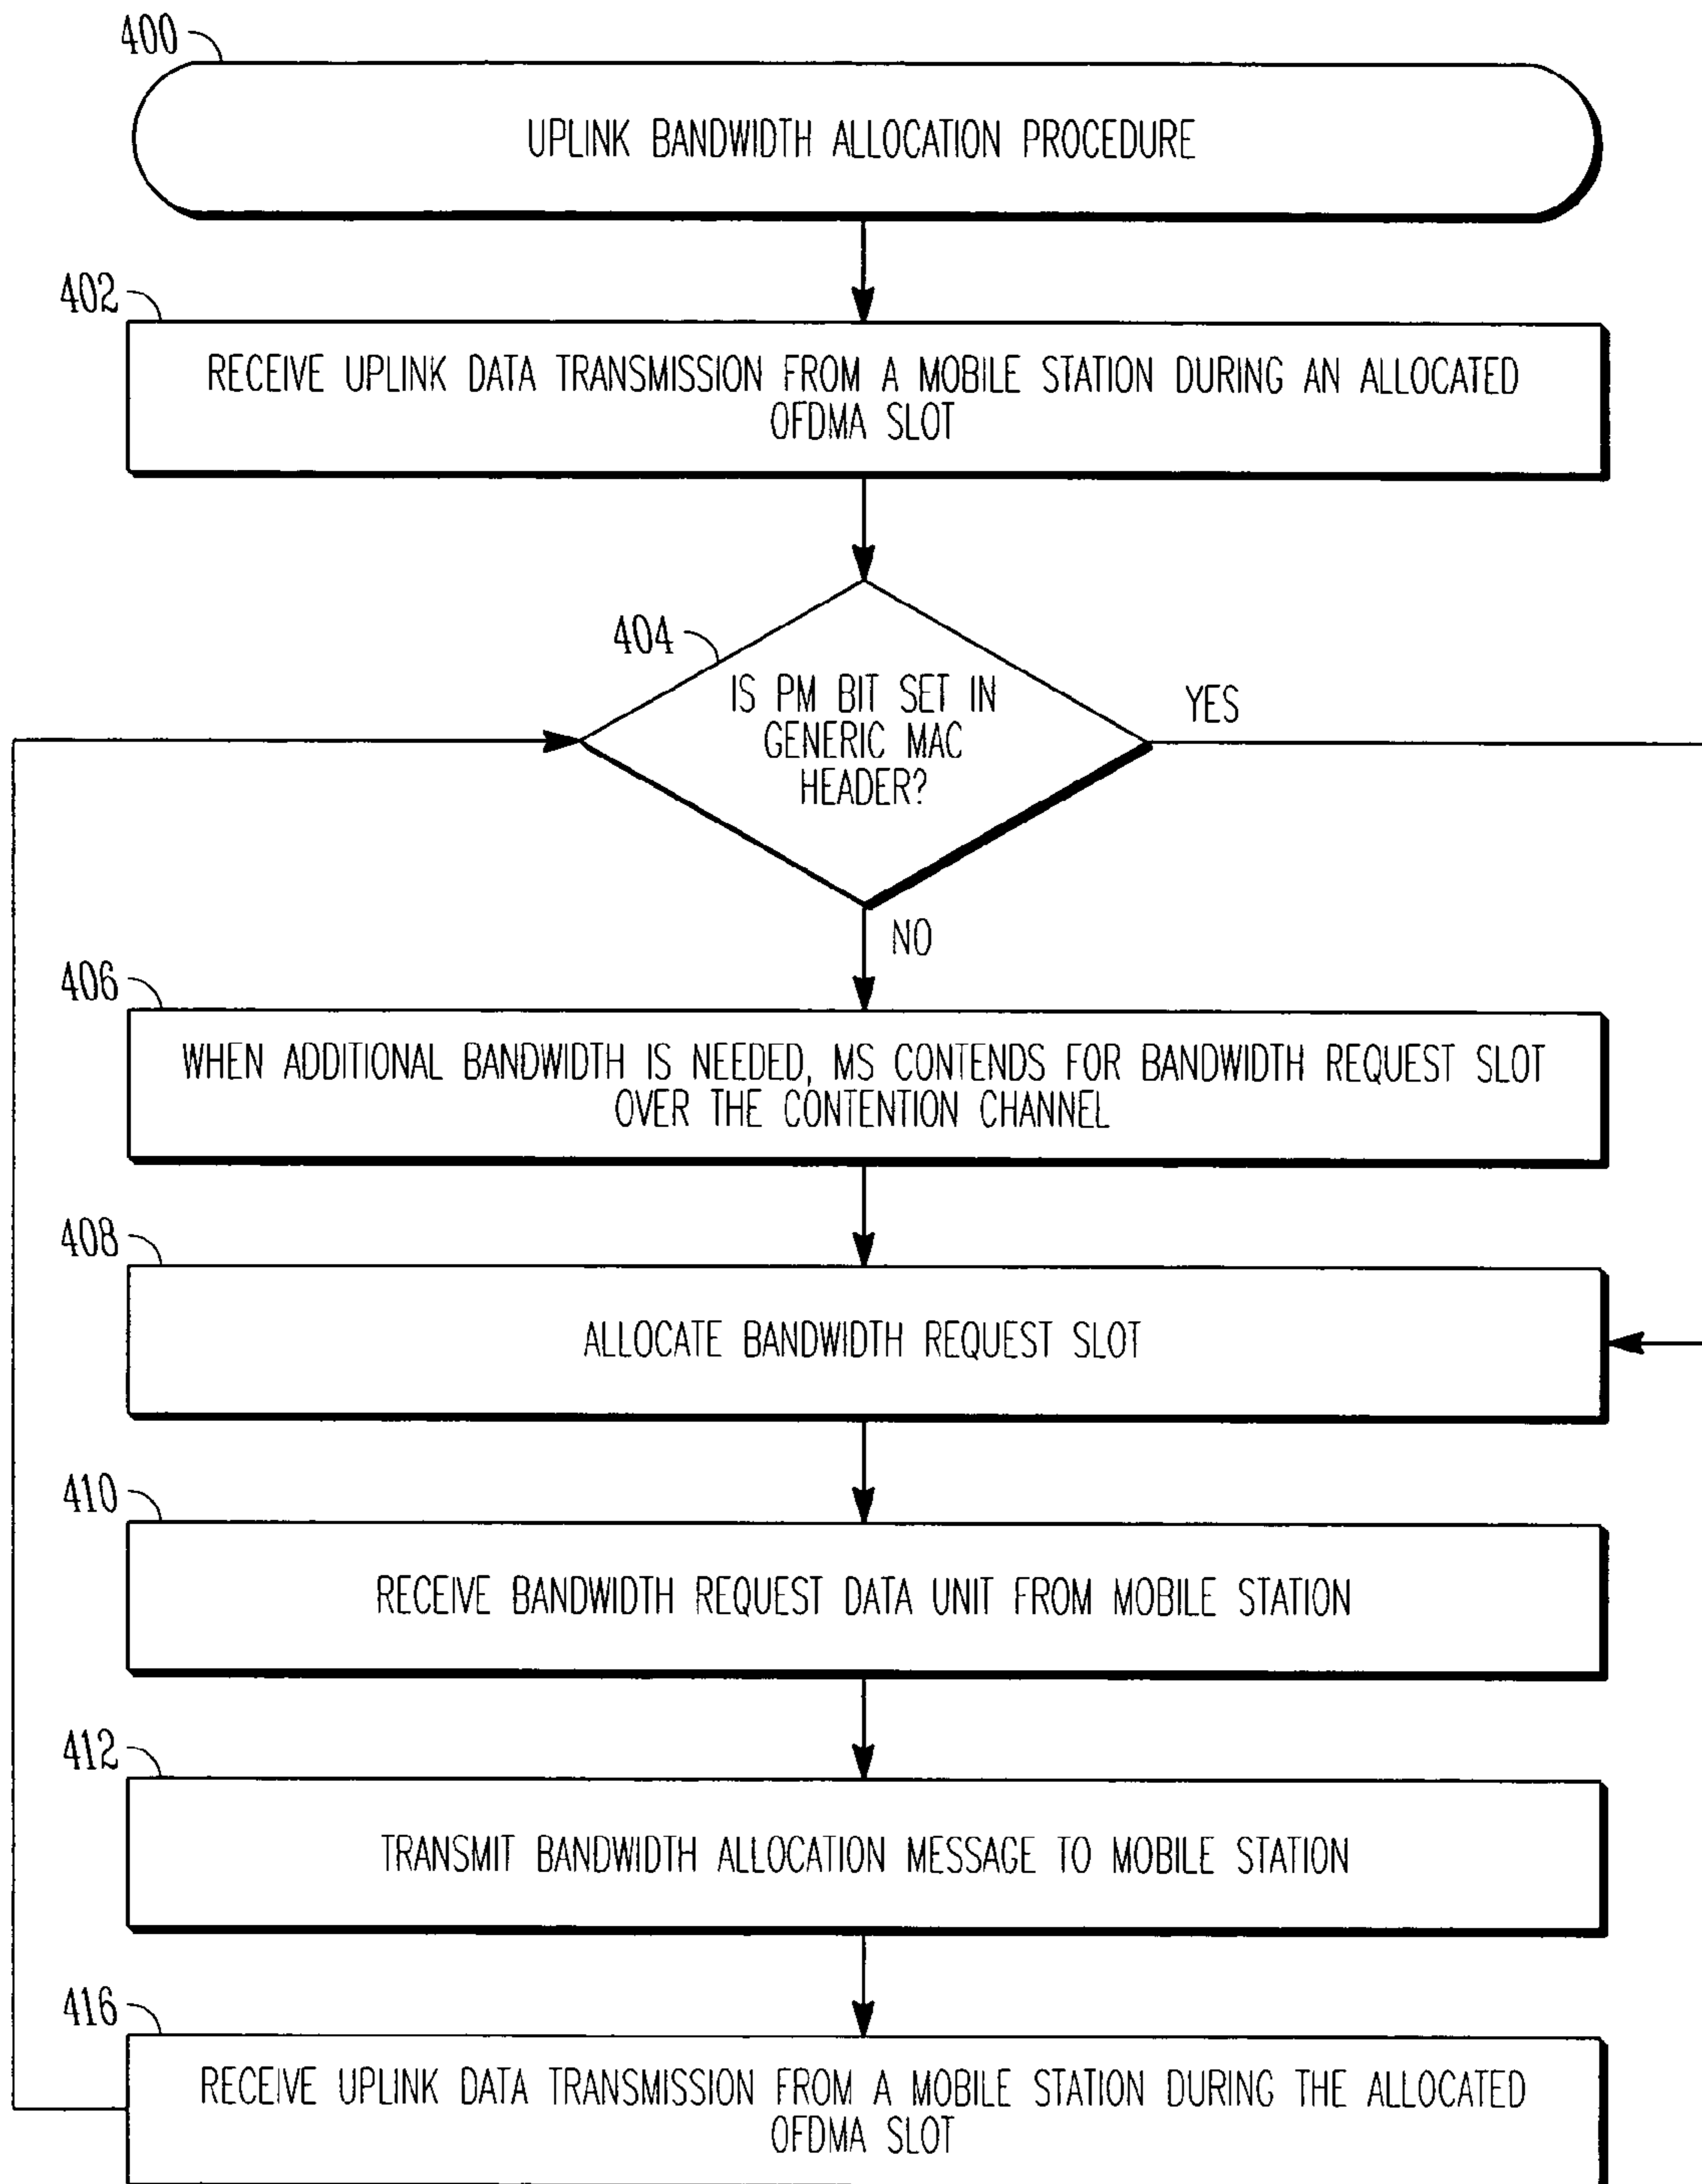 400
UPLINK BANDWIDTH ALLOCATION PROCEDURE
402
RECEIVE UPLINK DATA TRANSMISSION FROM A MOBILE STATION DURING AN ALLOCATED
OFDMA SLOT
404
IS PM BIT SET IN
GENERIC MAC
HEADER?
YES
NO
406
WHEN ADDITIONAL BANDWIDTH IS NEEDED, MS CONTENDS FOR BANDWIDTH REQUEST SLOT
OVER THE CONTENTION CHANNEL
408
ALLOCATE BANDWIDTH REQUEST SLOT
410
RECEIVE BANDWIDTH REQUEST DATA UNIT FROM MOBILE STATION
412
TRANSMIT BANDWIDTH ALLOCATION MESSAGE TO MOBILE STATION
416
RECEIVE UPLINK DATA TRANSMISSION FROM A MOBILE STATION DURING THE ALLOCATED
OFDMA SLOT